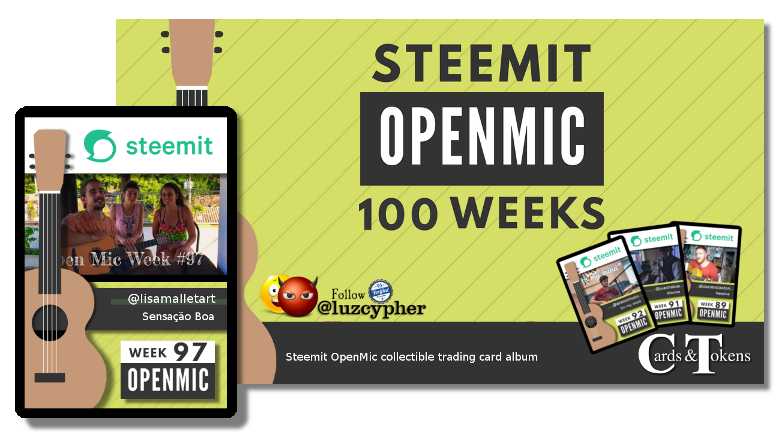 STEEMIT
OPENMIC
100 WEEKS
steemit
pen Mic Week #97
@lisamalletart
Sensação Boa
WEEK 97
OPENMIC
Follow
@luzcypher
Steemit OpenMic collectible trading card album
steemit
WEEK 92
OPENMIC
steemit
WEEK 91
OPENMIC
steemit
WEEK 89
OPENMIC
Cards & Tokens